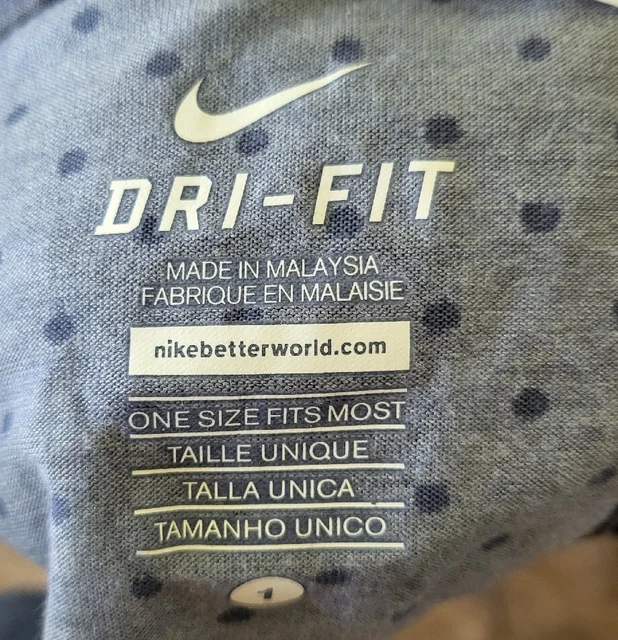 DRI-FIT
MADE IN MALAYSIA
FABRIQUE EN MALAISIE
nikebetterworld.com
ONE SIZE FITS MOST
TAILLE UNIQUE
TALLA UNICA
TAMANHO UNICO
1